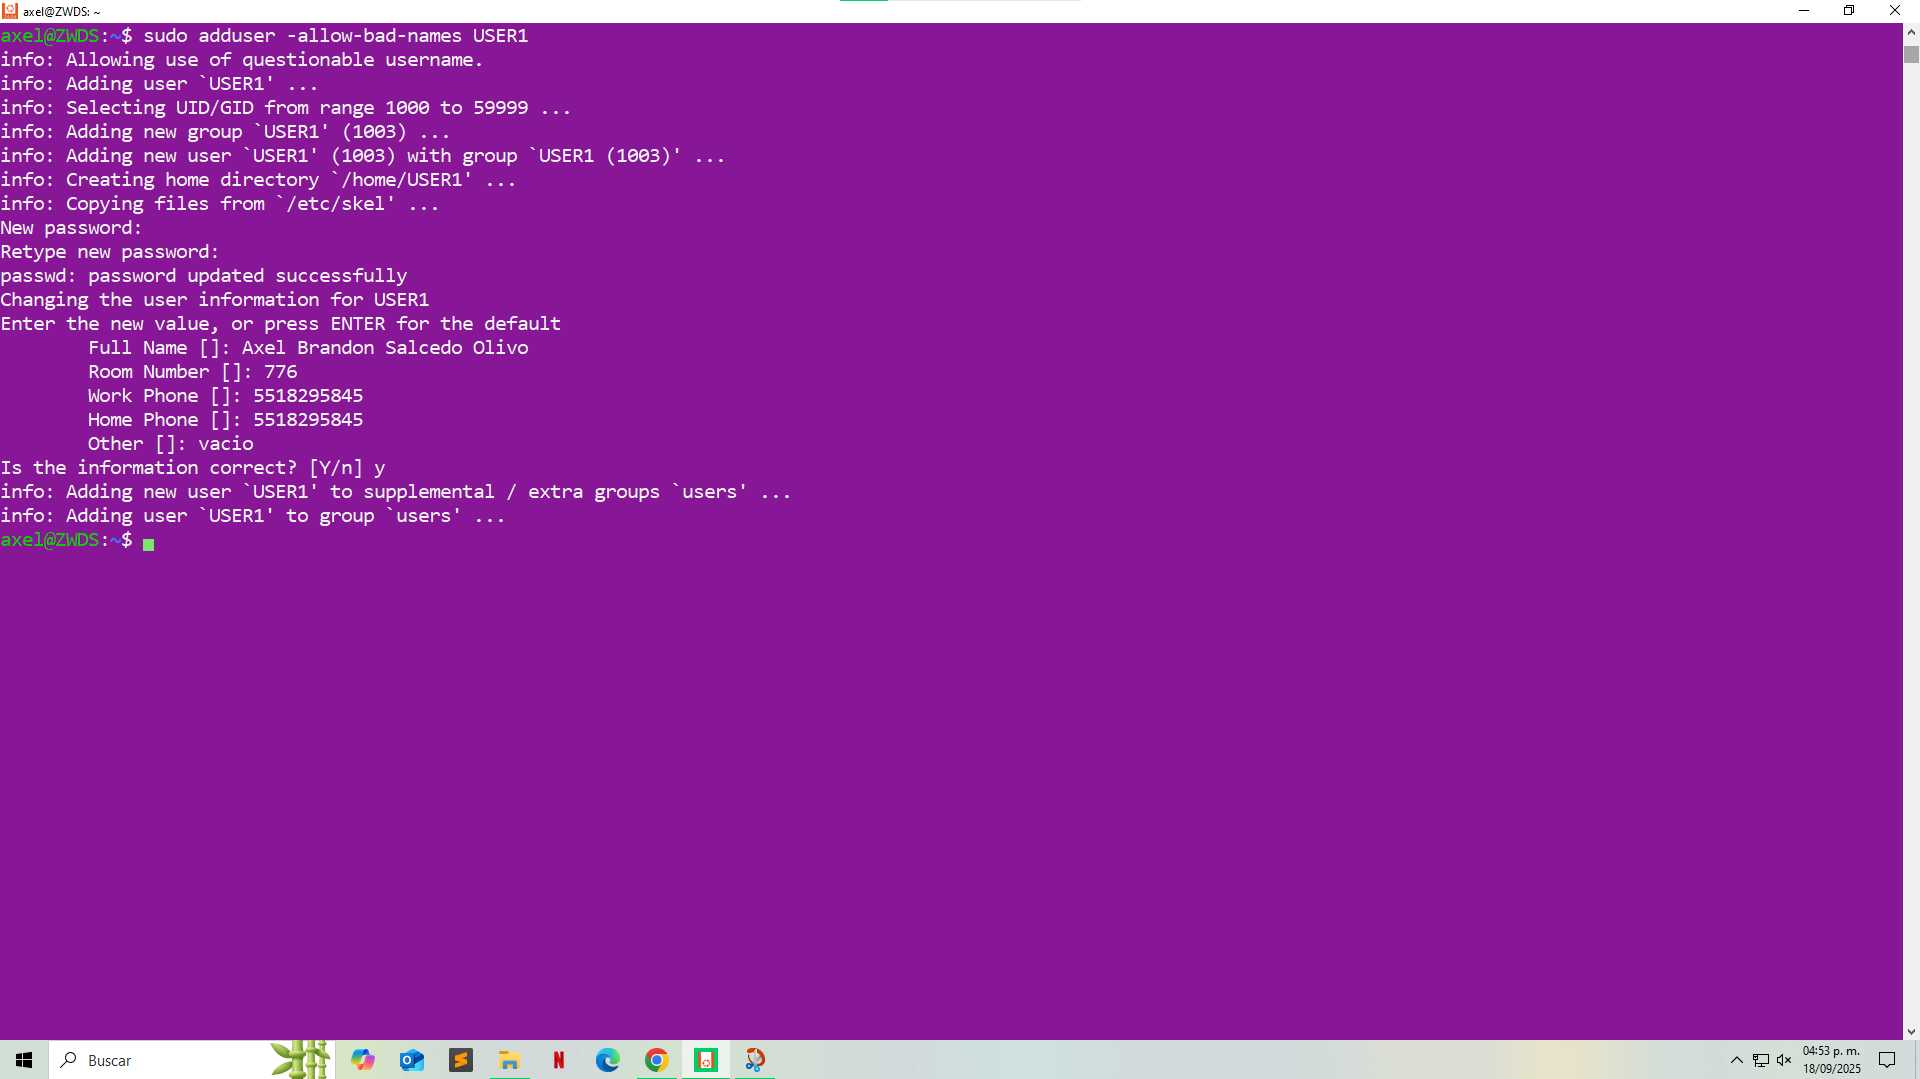 axel@ZWDS: ~
axel@ZWDS:~$ sudo adduser -allow-bad-names USER1
info: Allowing use of questionable username.
info: Adding user `USER1' ...
info: Selecting UID/GID from range 1000 to 59999 ...
info: Adding new group `USER1' (1003) ...
info: Adding new user `USER1' (1003) with group `USER1 (1003)' ...
info: Creating home directory `/home/USER1' ...
info: Copying files from `/etc/skel' ...
New password:
Retype new password:
passwd: password updated successfully
Changing the user information for USER1
Enter the new value, or press ENTER for the default
Full Name []: Axel Brandon Salcedo Olivo
Room Number []: 776
Work Phone []: 5518295845
Home Phone []: 5518295845
Other []: vacio
Is the information correct? [Y/n] y
info: Adding new user `USER1' to supplemental / extra groups `users' ...
info: Adding user `USER1' to group `users' ...
axel@ZWDS:~$
Buscar
04:53 p. m.
18/09/2025